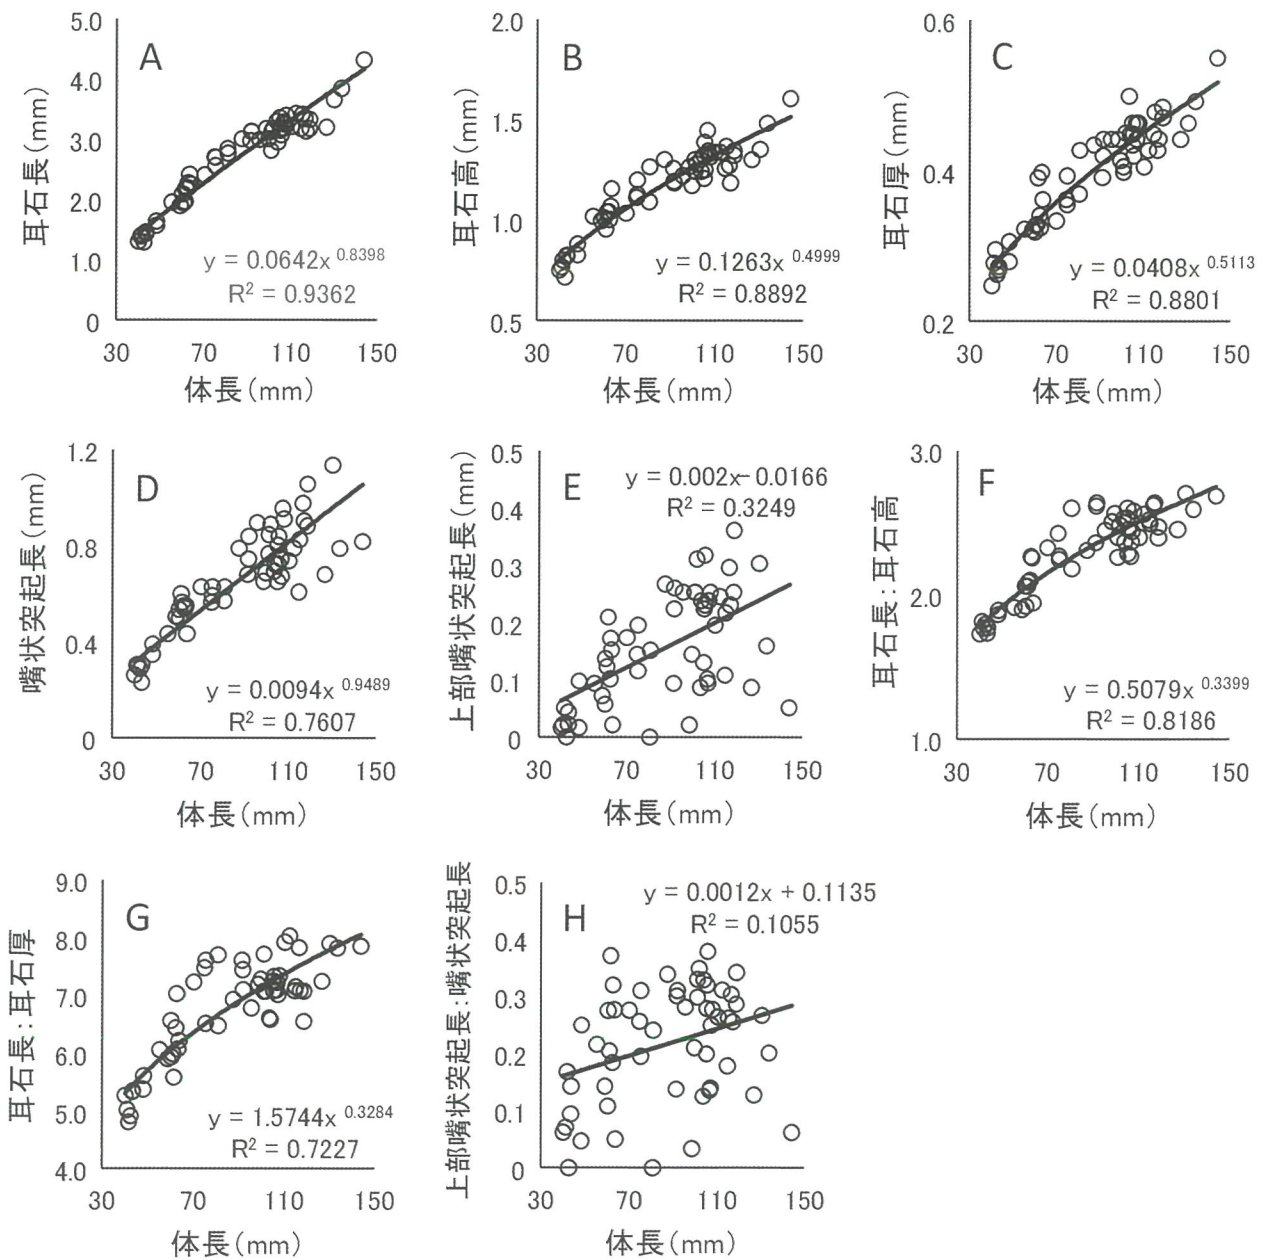 A
5.0
4.0
3.0
2.0
1.0
0
耳石長(mm)
y = 0.0642x 0.8398
R² = 0.9362
30 70 110 150
体長(mm)
B
2.0
1.5
1.0
0.5
耳石高(mm)
y = 0.1263x 0.4999
R² = 0.8892
30 70 110 150
体長(mm)
C
0.6
0.4
0.2
耳石厚(mm)
y = 0.0408x 0.5113
R² = 0.8801
30 70 110 150
体長(mm)
D
1.2
0.8
0.4
0
嘴状突起長(mm)
y = 0.0094x 0.9489
R² = 0.7607
30 70 110 150
体長(mm)
E
0.5
0.4
0.3
0.2
0.1
0
上部嘴状突起長(mm)
y = 0.002x- 0.0166
R² = 0.3249
30 70 110 150
体長(mm)
F
3.0
2.0
1.0
耳石長:耳石高
y = 0.5079x 0.3399
R² = 0.8186
30 70 110 150
体長(mm)
G
9.0
8.0
7.0
6.0
5.0
4.0
耳石長:耳石厚
y = 1.5744x 0.3284
R² = 0.7227
30 70 110 150
体長(mm)
H
0.5
0.4
0.3
0.2
0.1
0
上部嘴状突起長:嘴状突起長
y = 0.0012x + 0.1135
R² = 0.1055
30 70 110 150
体長(mm)